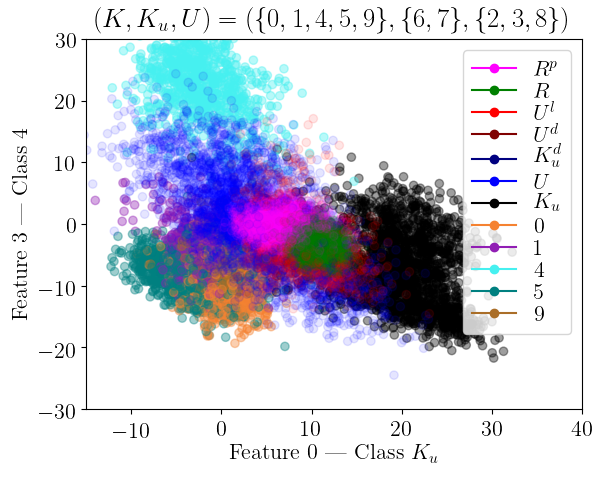 (K, K_u, U) = ({0, 1, 4, 5, 9}, {6, 7}, {2, 3, 8})
30
20
10
0
−10
−20
−30
Feature 3 — Class 4
R^p
R
U^l
U^d
K_u^d
U
K_u
0
1
4
5
9
−10
0
10
20
30
40
Feature 0 — Class K_u